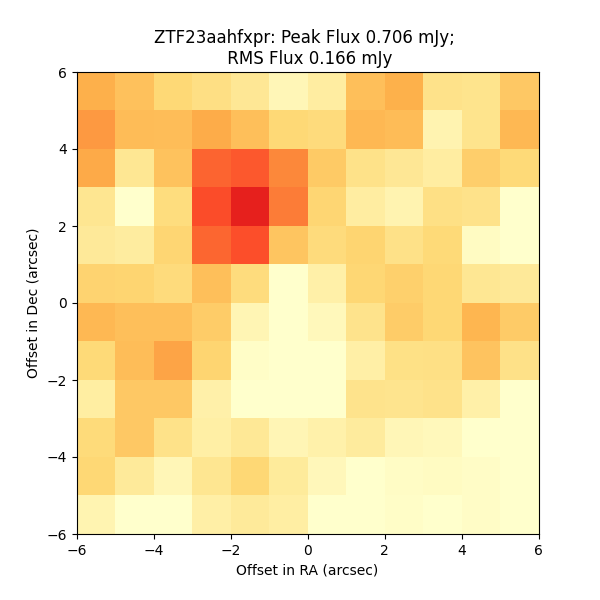 ZTF23aahfxpr: Peak Flux 0.706 mJy;
RMS Flux 0.166 mJy
6
4
2
0
−2
−4
−6
Offset in Dec (arcsec)
−6 −4 −2 0 2 4 6
Offset in RA (arcsec)